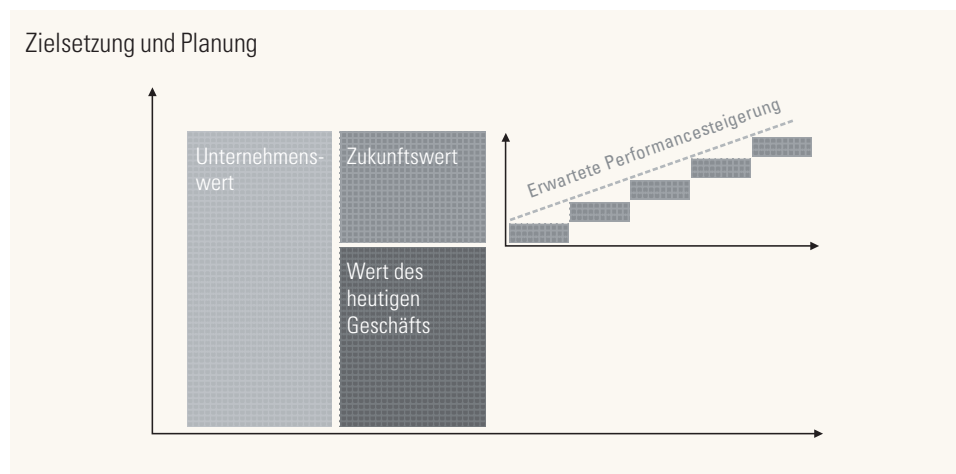 Zielsetzung und Planung
Unternehmens-
wert
Zukunftswert
Wert des
heutigen
Geschäfts
Erwartete Performancesteigerung